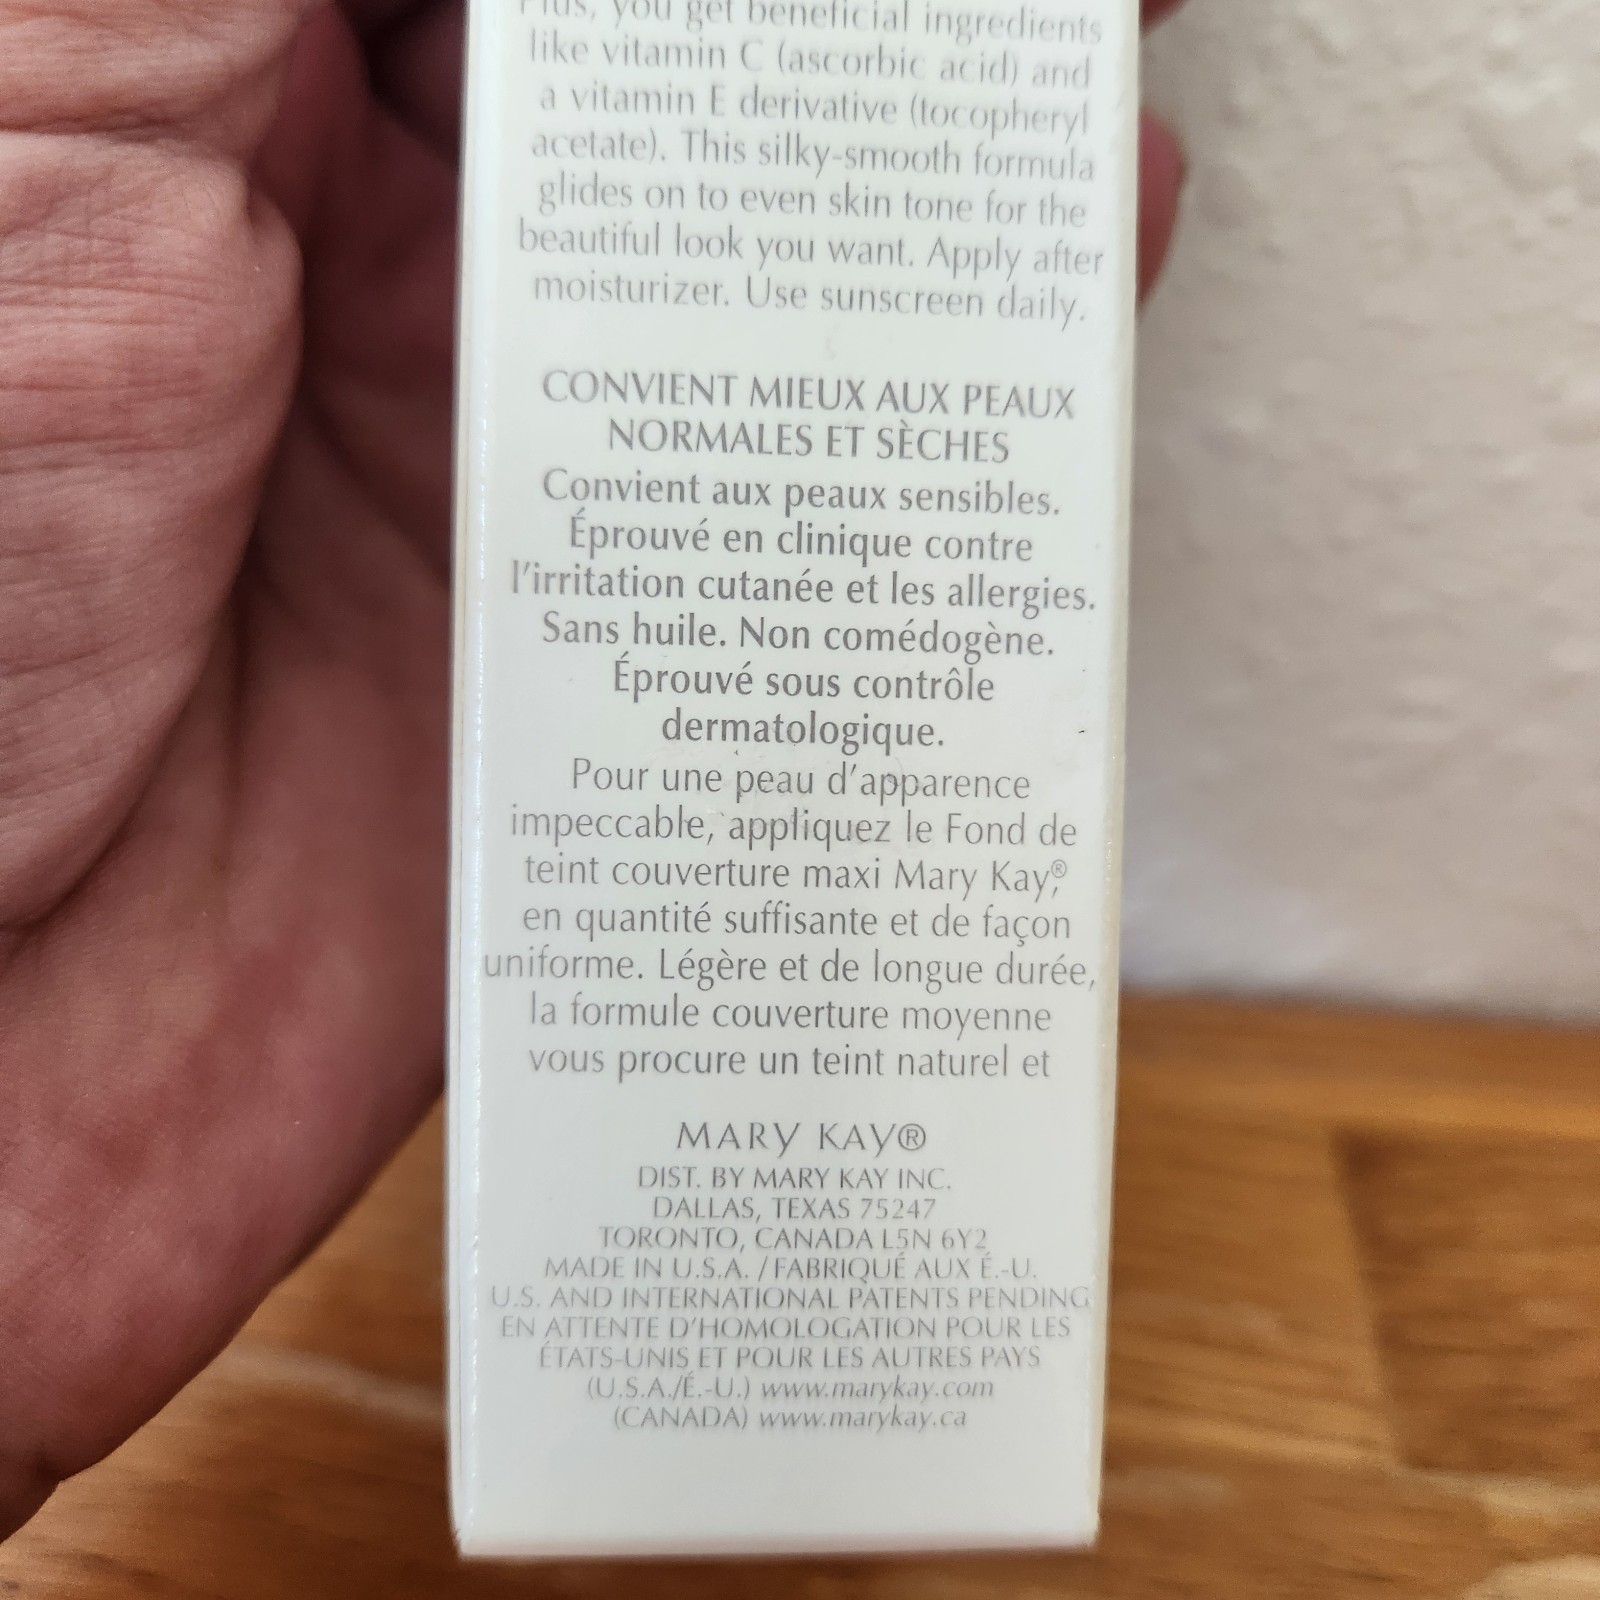 Plus, you get beneficial ingredients
like vitamin C (ascorbic acid) and
a vitamin E derivative (tocopheryl
acetate). This silky-smooth formula
glides on to even skin tone for the
beautiful look you want. Apply after
moisturizer. Use sunscreen daily.
CONVIENT MIEUX AUX PEAUX
NORMALES ET SÈCHES
Convient aux peaux sensibles.
Éprouvé en clinique contre
l'irritation cutanée et les allergies.
Sans huile. Non comédogène.
Éprouvé sous contrôle
dermatologique.
Pour une peau d'apparence
impeccable, appliquez le Fond de
teint couverture maxi Mary Kay®,
en quantité suffisante et de façon
uniforme. Légère et de longue durée,
la formule couverture moyenne
vous procure un teint naturel et
MARY KAY®
DIST. BY MARY KAY INC.
DALLAS, TEXAS 75247
TORONTO, CANADA L5N 6Y2
MADE IN U.S.A. / FABRIQUÉ AUX É.-U.
U.S. AND INTERNATIONAL PATENTS PENDING
EN ATTENTE D'HOMOLOGATION POUR LES
ÉTATS-UNIS ET POUR LES AUTRES PAYS
(U.S.A./É.-U.) www.marykay.com
(CANADA) www.marykay.ca